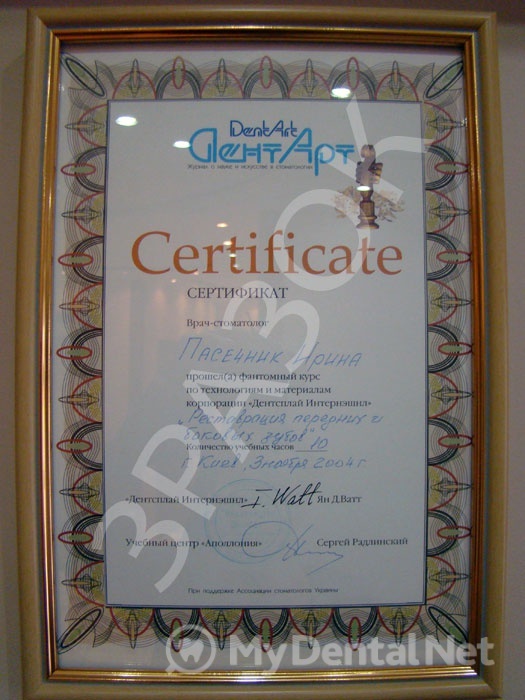 DentArt
ДентАрт
Журнал о науке и искусстве в стоматологии
Certificate
СЕРТИФИКАТ
Врач-стоматолог
Пасечник Ирина
прошел(а) фантомный курс
по технологиям и материалам
корпорации «Дентсплай Интернэшнл»
"Реставрация передних и
боковых зубов"
Количество учебных часов 10
г. Киев, 3 ноября 2004 г.
«Дентсплай Интернэшнл» I. Watt Ян Д.Ватт
Учебный центр «Аполлония» Сергей Радлинский
При поддержке Ассоциации стоматологов Украины
ЗРАЗОК
MyDentalNet